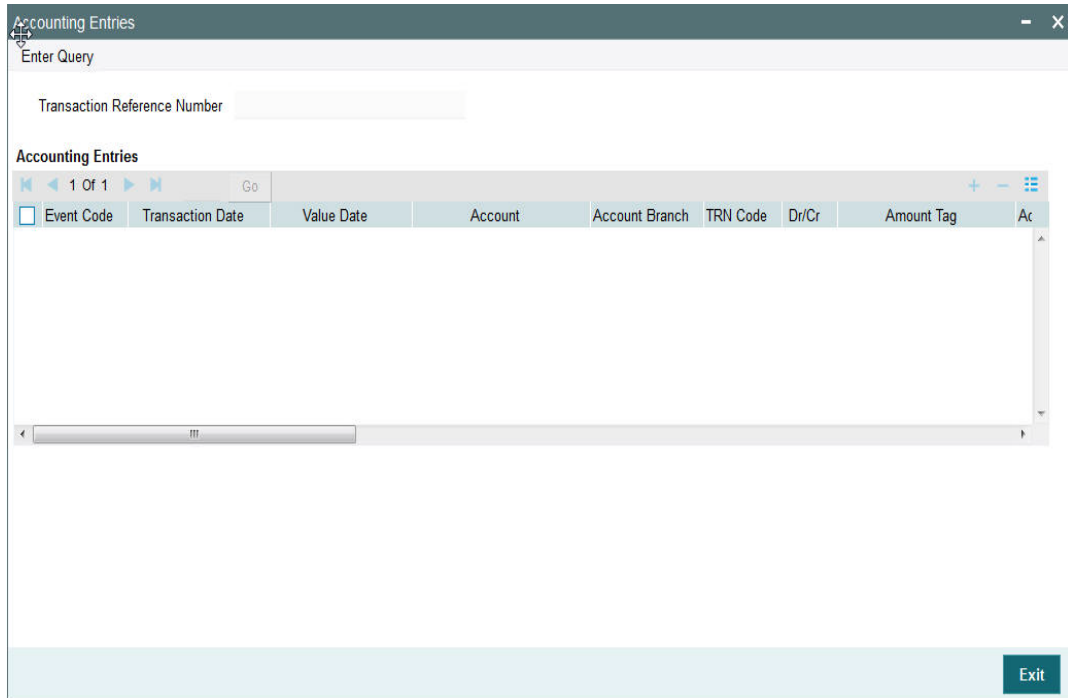 Accounting Entries
Enter Query
Transaction Reference Number
Accounting Entries
1 Of 1 Go
Event Code Transaction Date Value Date Account Account Branch TRN Code Dr/Cr Amount Tag Ac
Exit